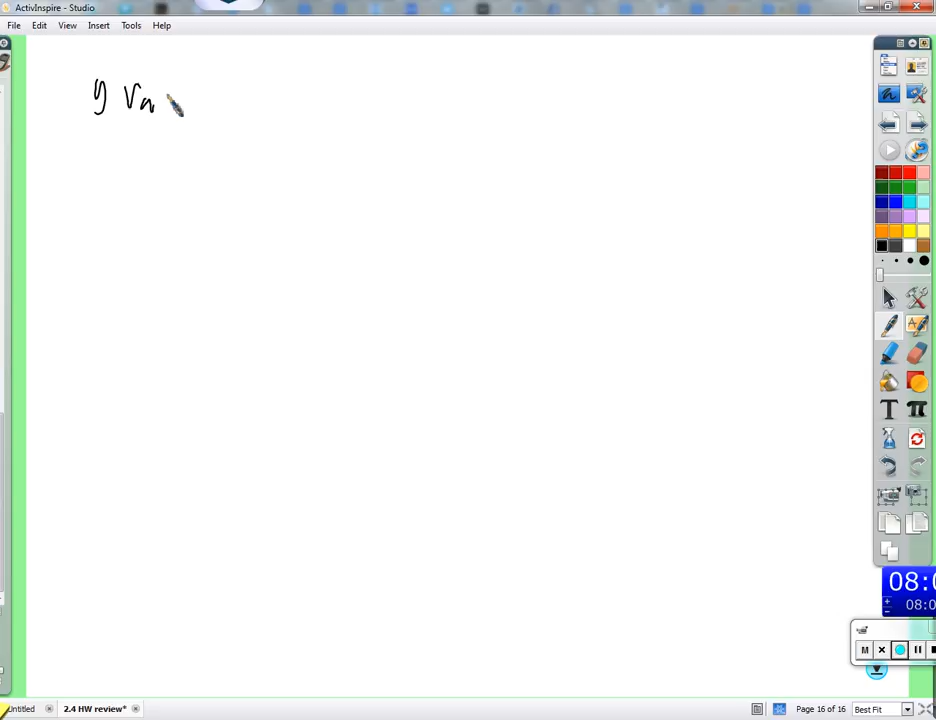 ActivInspire - Studio
File Edit View Insert Tools Help
9 Va
08:0
08:0
M
Untitled 2.4 HW review* Page 16 of 16 Best Fit